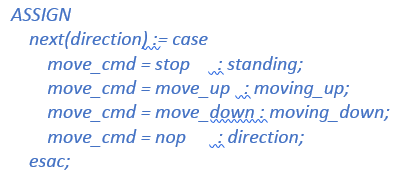 ASSIGN
next(direction) := case
move_cmd = stop : standing;
move_cmd = move_up : moving_up;
move_cmd = move_down : moving_down;
move_cmd = nop : direction;
esac;